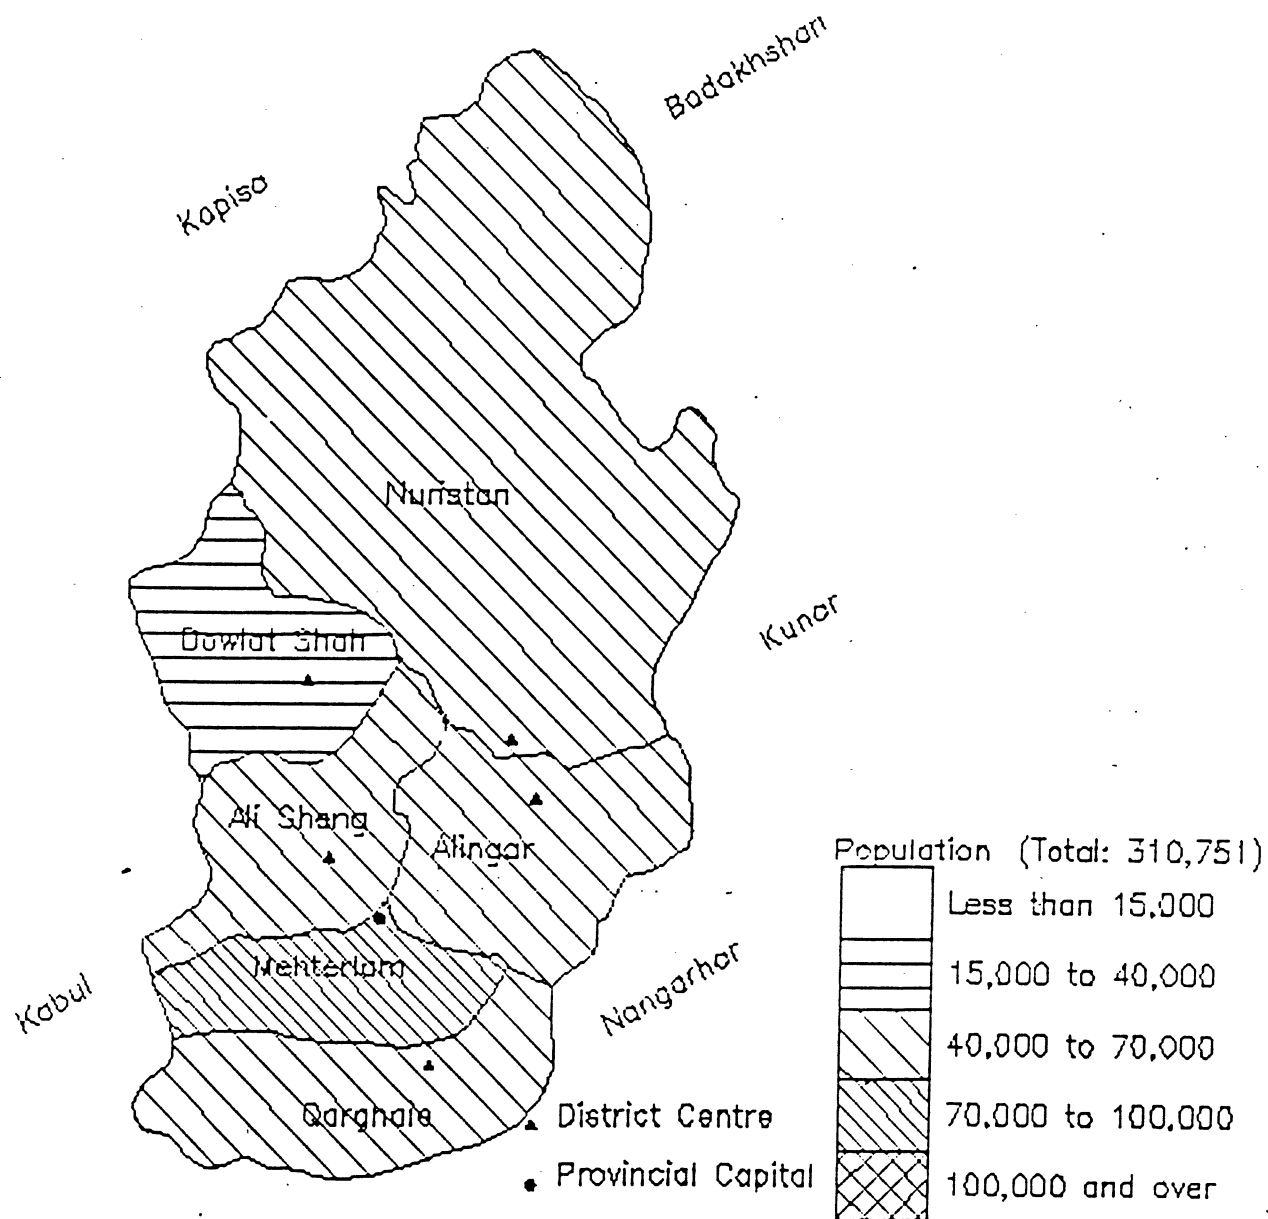 Badakhshan
Kapisa
Nuristan
Kunar
Dowlat Shah
Ali Shang
Alingar
Population (Total: 310,751)
Less than 15,000
Mehterlam
Nangarhar
15,000 to 40,000
Kabul
40,000 to 70,000
Qarghaie
District Centre
70,000 to 100,000
Provincial Capital
100,000 and over